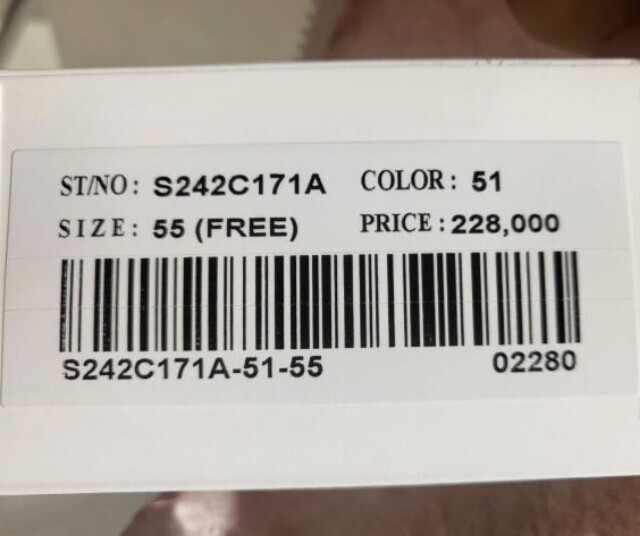 ST/NO: S242C171A COLOR: 51
SIZE: 55 (FREE) PRICE: 228,000
S242C171A-51-55 02280